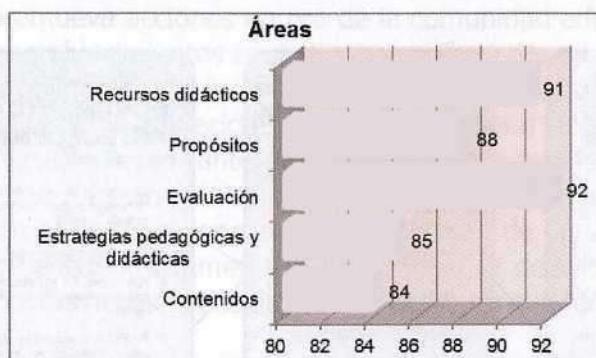 Áreas
Recursos didácticos 91
Propósitos 88
Evaluación 92
Estrategias pedagógicas y
didácticas 85
Contenidos 84
80 82 84 86 88 90 92